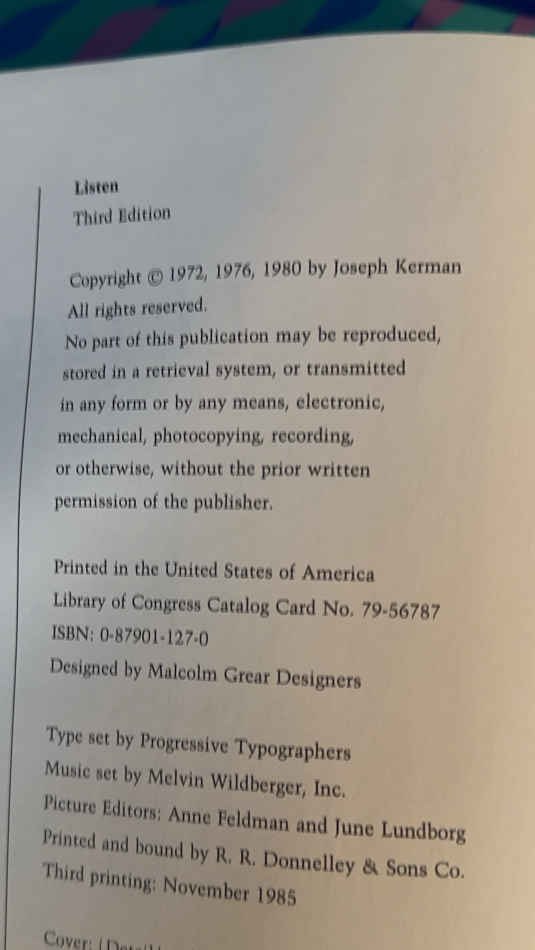 Listen
Third Edition
Copyright © 1972, 1976, 1980 by Joseph Kerman
All rights reserved.
No part of this publication may be reproduced,
stored in a retrieval system, or transmitted
in any form or by any means, electronic,
mechanical, photocopying, recording,
or otherwise, without the prior written
permission of the publisher.
Printed in the United States of America
Library of Congress Catalog Card No. 79-56787
ISBN: 0-87901-127-0
Designed by Malcolm Grear Designers
Type set by Progressive Typographers
Music set by Melvin Wildberger, Inc.
Picture Editors: Anne Feldman and June Lundborg
Printed and bound by R. R. Donnelley & Sons Co.
Third printing: November 1985
Cover: